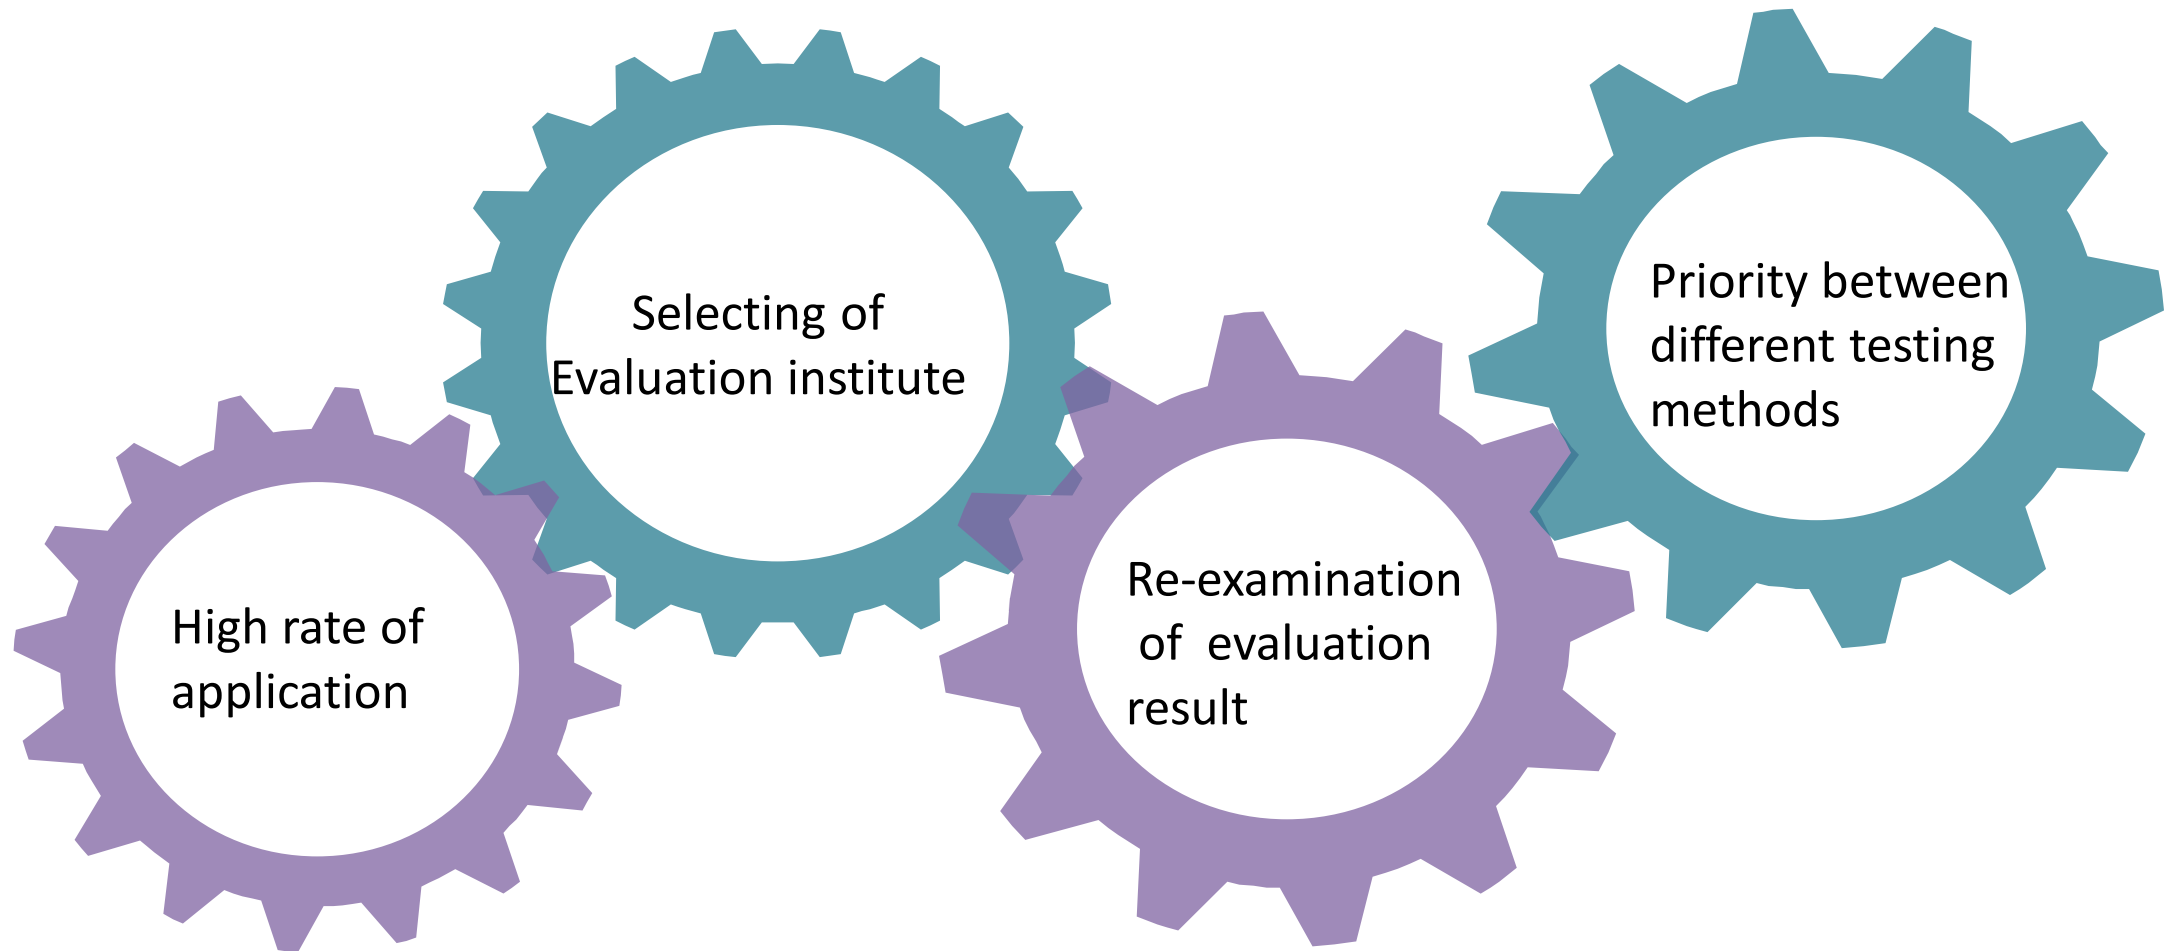 High rate of
application
Selecting of
Evaluation institute
Re-examination
of evaluation
result
Priority between
different testing
methods